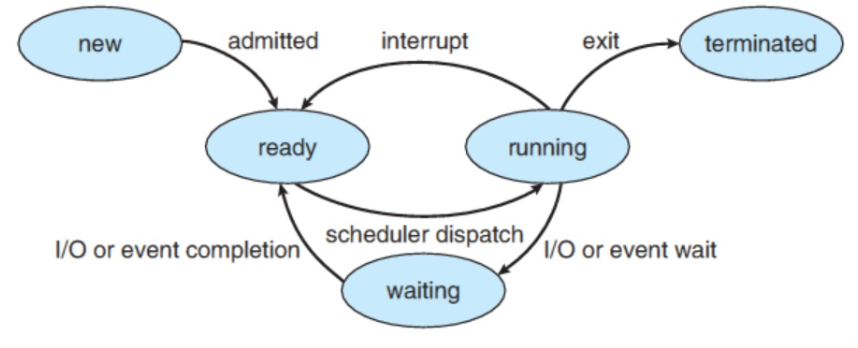 new
admitted
interrupt
exit
terminated
ready
running
scheduler dispatch
I/O or event completion
I/O or event wait
waiting